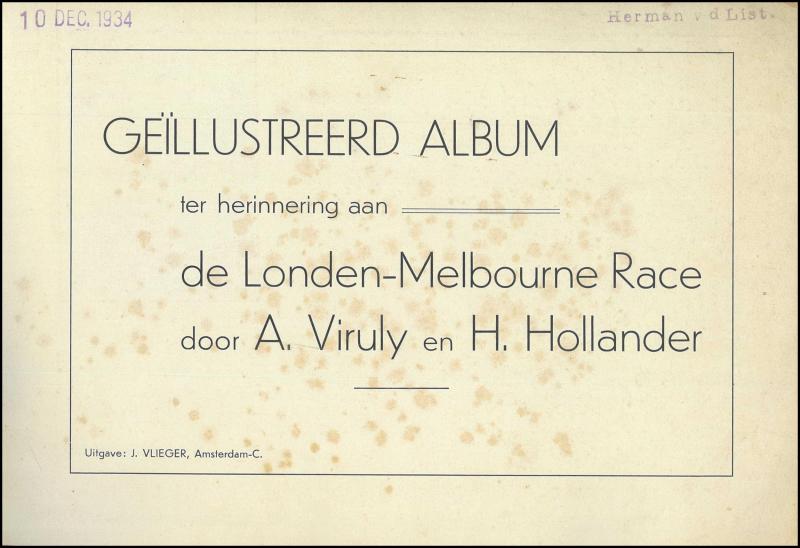 10 DEC. 1934
Herman v d List.
GEÏLLUSTREERD ALBUM
ter herinnering aan
de Londen-Melbourne Race
door A. Viruly en H. Hollander
Uitgave: J. VLIEGER, Amsterdam-C.